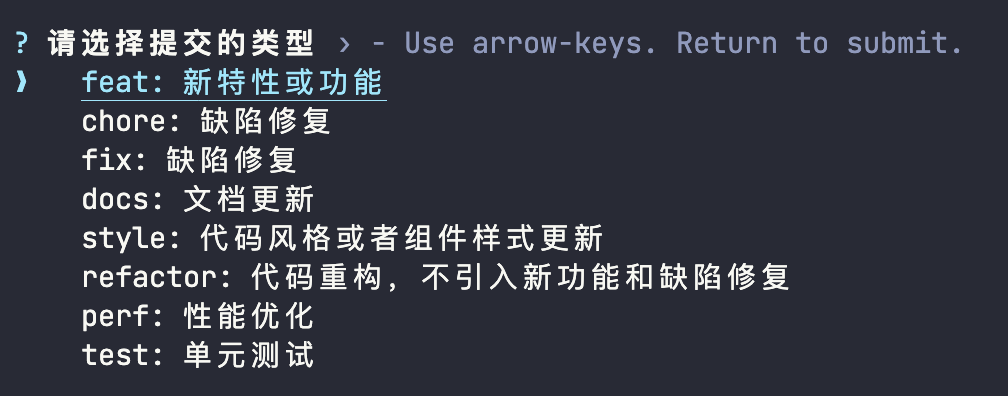 ? 请选择提交的类型 › - Use arrow-keys. Return to submit.
❯ feat: 新特性或功能
chore: 缺陷修复
fix: 缺陷修复
docs: 文档更新
style: 代码风格或者组件样式更新
refactor: 代码重构，不引入新功能和缺陷修复
perf: 性能优化
test: 单元测试